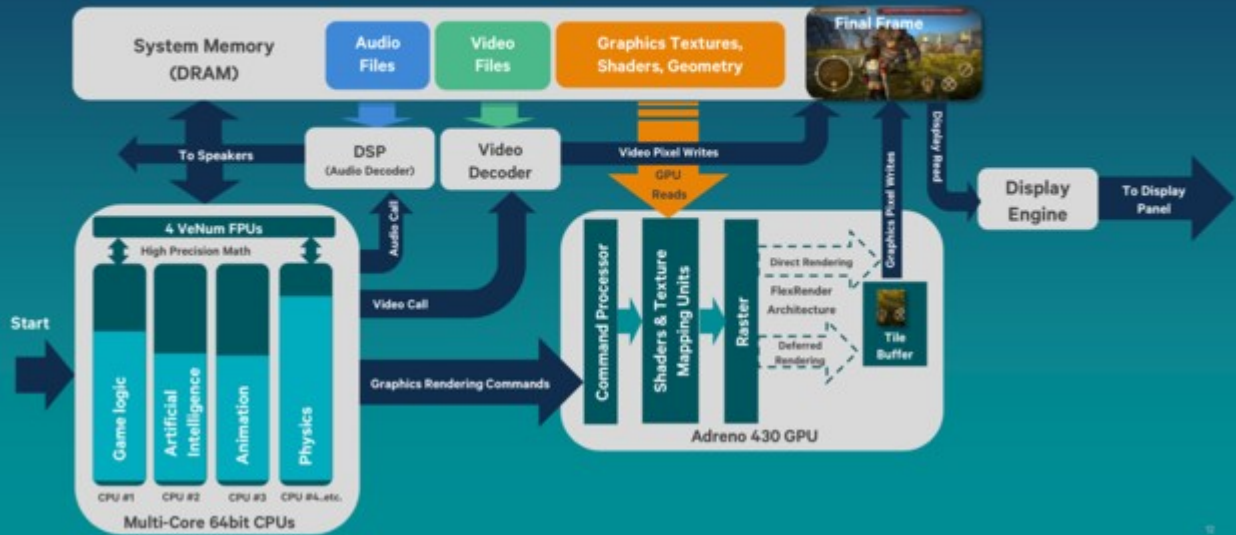 System Memory
(DRAM)
Audio
Files
Video
Files
Graphics Textures,
Shaders, Geometry
Final Frame
To Speakers
DSP
(Audio Decoder)
Video
Decoder
Video Pixel Writes
GPU
Reads
Graphics Pixel Writes
Display Read
Display
Engine
To Display
Panel
Start
4 VeNum FPUs
High Precision Math
Audio Call
Video Call
Graphics Rendering Commands
Game logic
Artificial
Intelligence
Animation
Physics
CPU #1
CPU #2
CPU #3
CPU #4..etc.
Multi-Core 64bit CPUs
Command Processor
Shaders & Texture
Mapping Units
Raster
Direct Rendering
FlexRender
Architecture
Deferred
Rendering
Tile
Buffer
Adreno 430 GPU